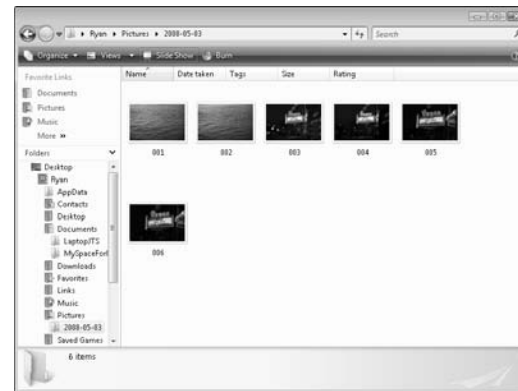 Ryan ▸ Pictures ▸ 2008-05-03
Search
Organize
Views
Slide Show
Burn
Favorite Links
Documents
Pictures
Music
More »
Name
Date taken
Tags
Size
Rating
001
002
003
004
005
006
Folders
Desktop
Ryan
AppData
Contacts
Desktop
Documents
LaptopJTS
Downloads
Favorites
Links
Music
Pictures
2008-05-03
Saved Games
6 items